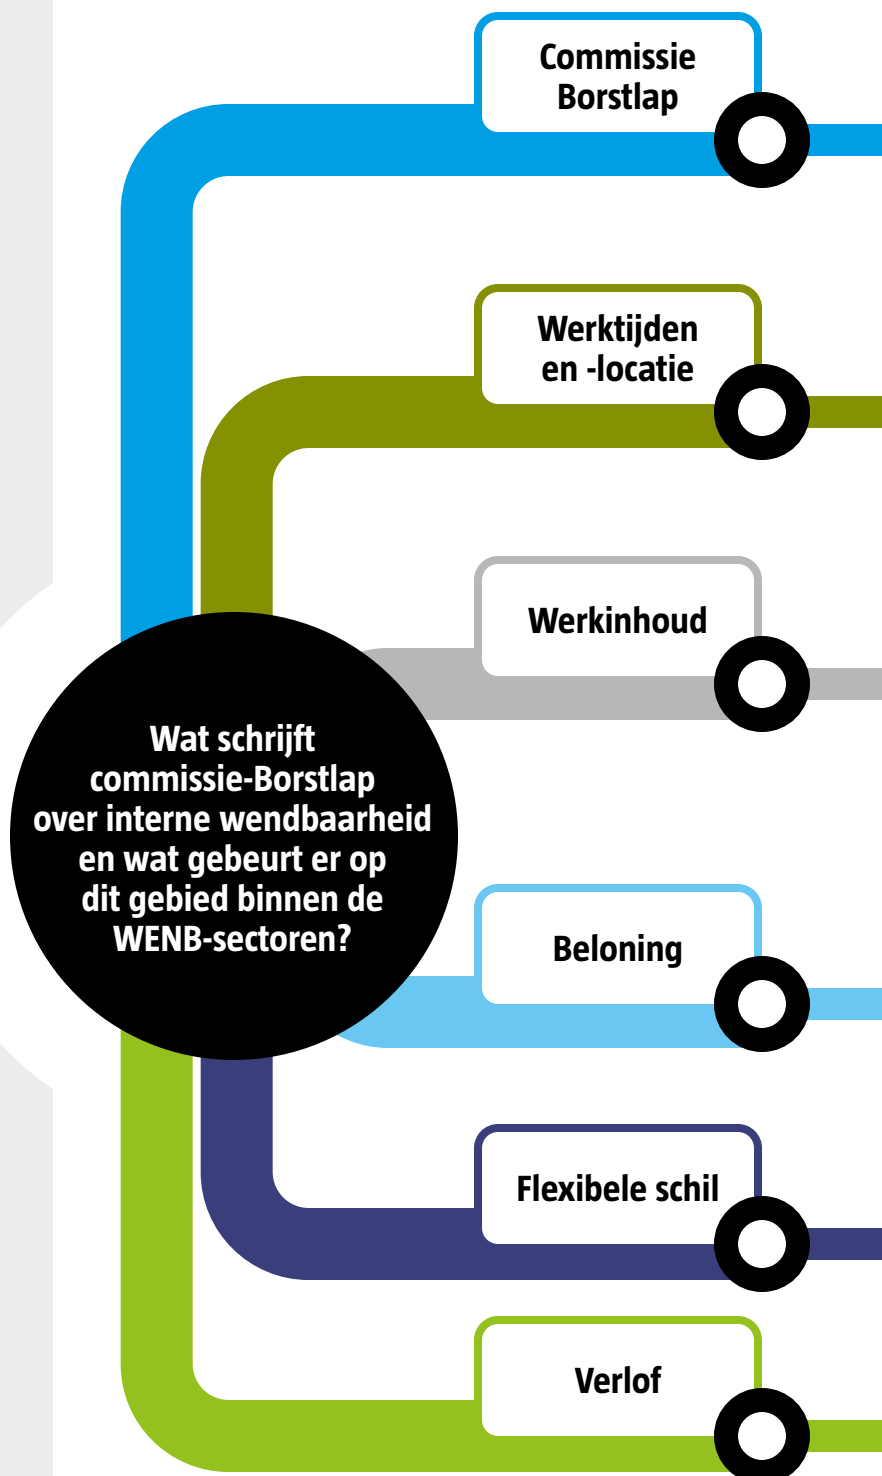 Commissie
Borstlap
Werktijden
en -locatie
Werkinhoud
Wat schrijft
commissie-Borstlap
over interne wendbaarheid
en wat gebeurt er op
dit gebied binnen de
WENB-sectoren?
Beloning
Flexibele schil
Verlof